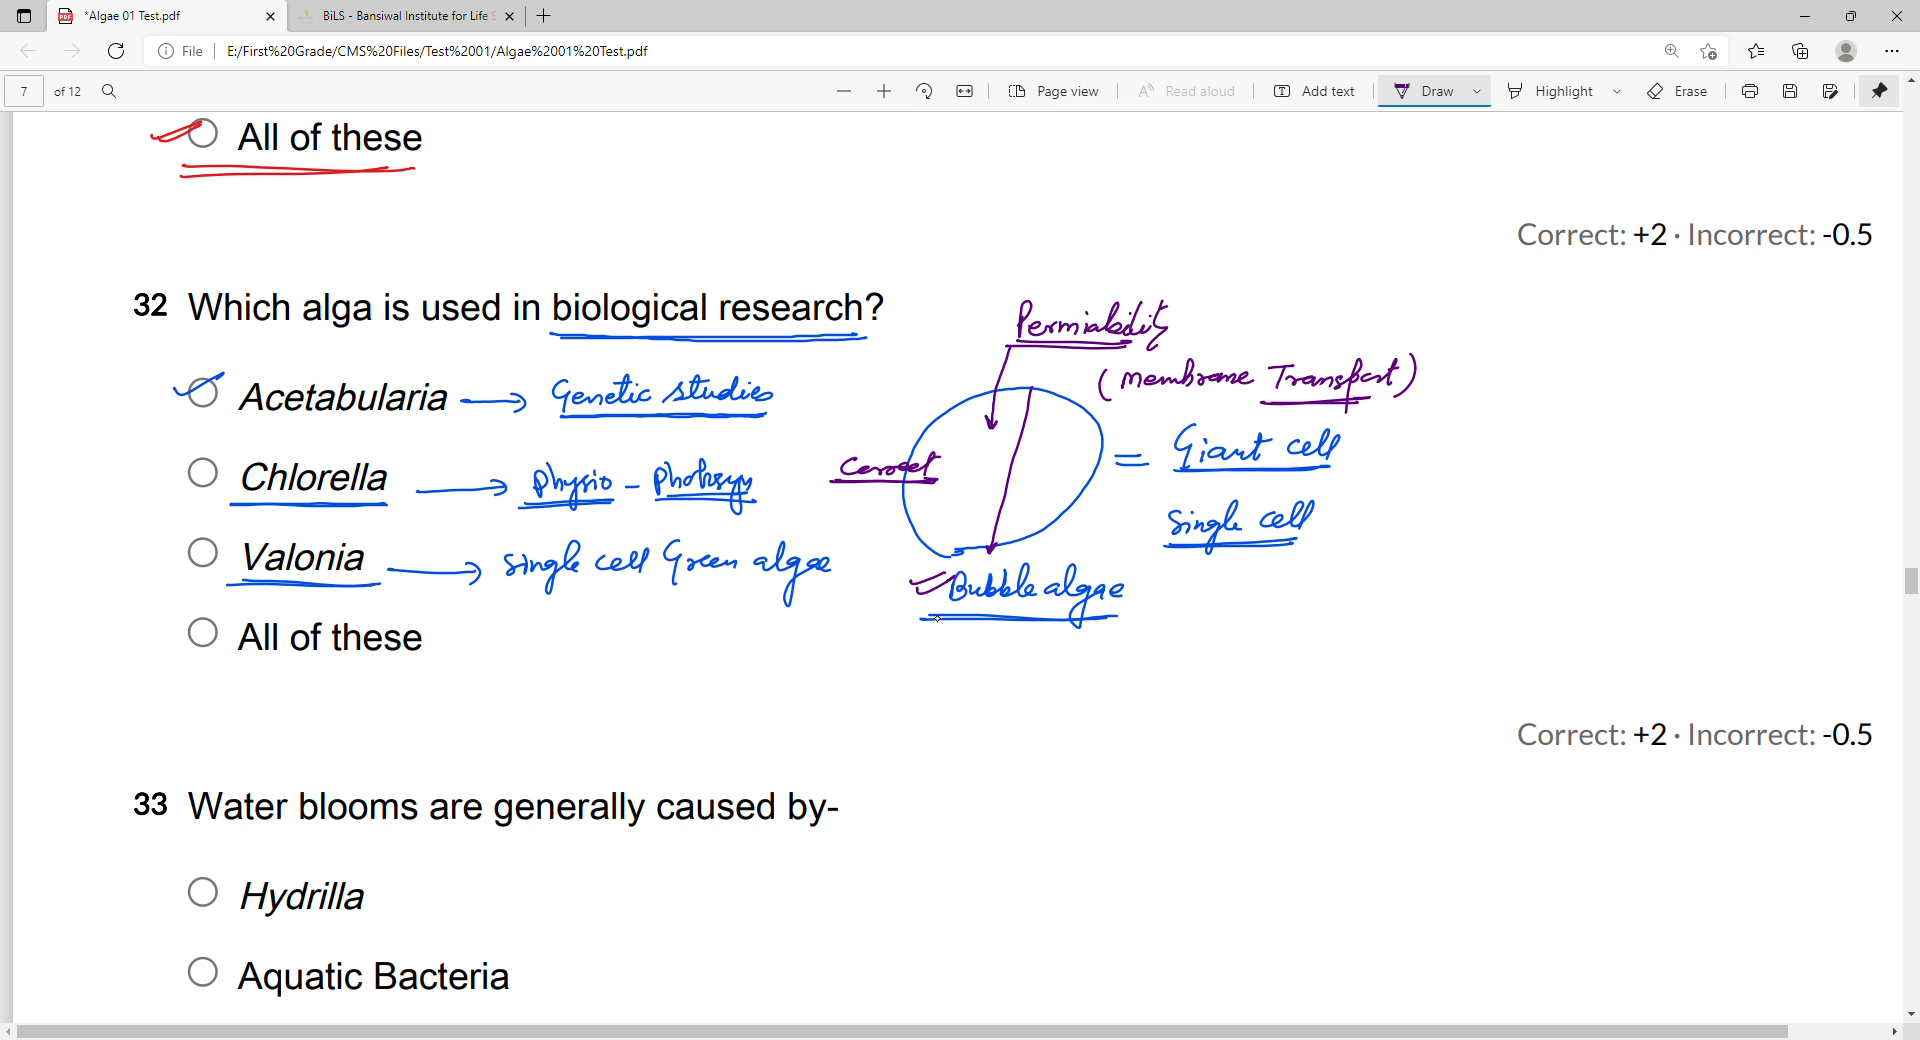 *Algae 01 Test.pdf
BiLS - Bansiwal Institute for Life S
File
E:/First%20Grade/CMS%20Files/Test%2001/Algae%2001%20Test.pdf
7 of 12
Page view
Read aloud
Add text
Draw
Highlight
Erase
All of these
Correct: +2 · Incorrect: -0.5
32 Which alga is used in biological research?
Permiability
(Membrane Transport)
Acetabularia → Genetic studies
= Giant cell
Chlorella → Physio - Photosyn
Single cell
Valonia → Single cell Green algae
Bubble algae
All of these
Correct: +2 · Incorrect: -0.5
33 Water blooms are generally caused by-
Hydrilla
Aquatic Bacteria